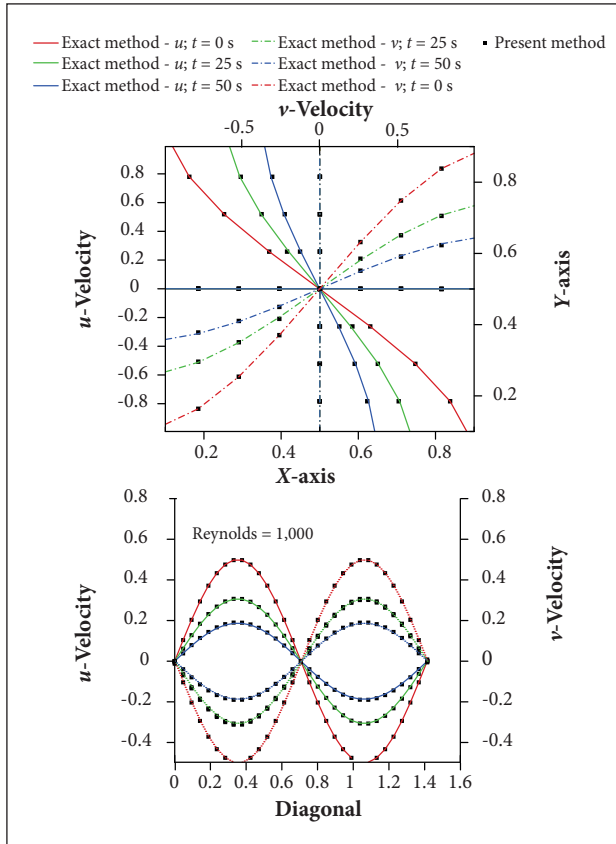 Exact method - u; t = 0 s Exact method - v; t = 25 s Present method
Exact method - u; t = 25 s Exact method - v; t = 50 s
Exact method - u; t = 50 s Exact method - v; t = 0 s
v-Velocity
-0.5 0 0.5
0.8
0.6
0.4
0.2
0
-0.2
-0.4
-0.6
-0.8
u-Velocity
0.8
0.6
0.4
0.2
Y-axis
0.2 0.4 0.6 0.8
X-axis
Reynolds = 1,000
0.8
0.6
0.4
0.2
0
-0.2
-0.4
u-Velocity
0.8
0.6
0.4
0.2
0
-0.2
-0.4
v-Velocity
0 0.2 0.4 0.6 0.8 1 1.2 1.4 1.6
Diagonal